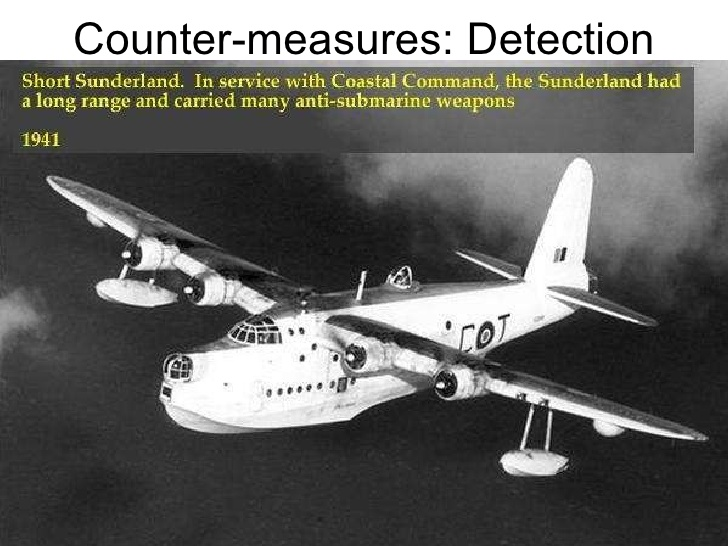 Counter-measures: Detection
Short Sunderland. In service with Coastal Command, the Sunderland had
a long range and carried many anti-submarine weapons
1941